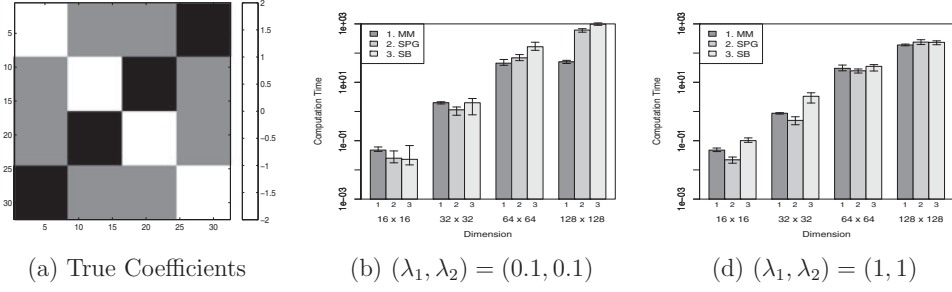 5
10
15
20
25
30
5 10 15 20 25 30
2
1.5
1
0.5
0
−0.5
−1
−1.5
−2
(a) True Coefficients
Computation Time
1e+03
1e+01
1e−01
1e−03
1. MM
2. SPG
3. SB
1 2 3 1 2 3 1 2 3 1 2 3
16 x 16 32 x 32 64 x 64 128 x 128
Dimension
(b) (λ₁, λ₂) = (0.1, 0.1)
Computation Time
1e+03
1e+01
1e−01
1e−03
1. MM
2. SPG
3. SB
1 2 3 1 2 3 1 2 3 1 2 3
16 x 16 32 x 32 64 x 64 128 x 128
Dimension
(d) (λ₁, λ₂) = (1, 1)